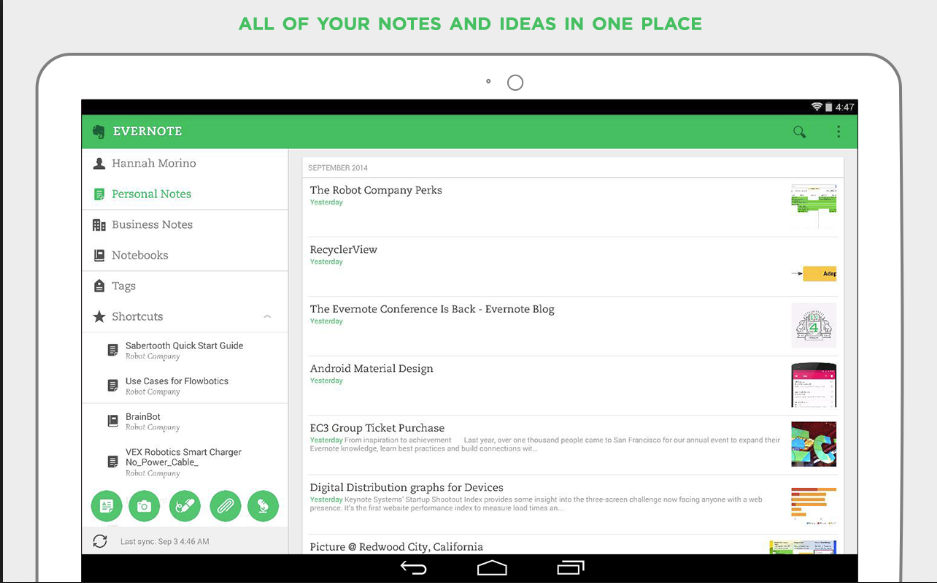 ALL OF YOUR NOTES AND IDEAS IN ONE PLACE
4:47
EVERNOTE
Hannah Morino
Personal Notes
Business Notes
Notebooks
Tags
Shortcuts
Sabertooth Quick Start Guide
Robot Company
Use Cases for Flowbotics
Robot Company
BrainBot
Robot Company
VEX Robotics Smart Charger
No_Power_Cable_
Robot Company
Last sync: Sep 3 4:46 AM
SEPTEMBER 2014
The Robot Company Perks
Yesterday
RecyclerView
Yesterday
Adap
The Evernote Conference Is Back - Evernote Blog
Yesterday
4
Android Material Design
Yesterday
EC3 Group Ticket Purchase
Yesterday From inspiration to achievement Last year, over one thousand people came to San Francisco for our annual event to expand their
Evernote knowledge, learn best practices and build connections wit...
EC
Digital Distribution graphs for Devices
Yesterday Keynote Systems' Startup Shootout Index provides some insight into the three-screen challenge now facing anyone with a web
presence. It's the first website performance index to measure load times an...
Picture @ Redwood City, California